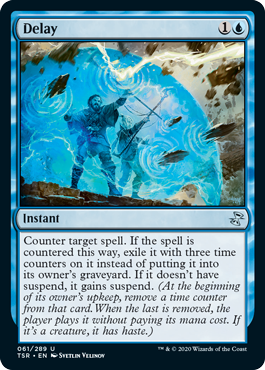 Delay 1
Instant
Counter target spell. If the spell is
countered this way, exile it with three time
counters on it instead of putting it into
its owner's graveyard. If it doesn't have
suspend, it gains suspend. (At the beginning
of its owner's upkeep, remove a time counter
from that card. When the last is removed, the
player plays it without paying its mana cost. If
it's a creature, it has haste.)
061/289 U
TSR • EN Svetlin Velinov ™ & © 2020 Wizards of the Coast